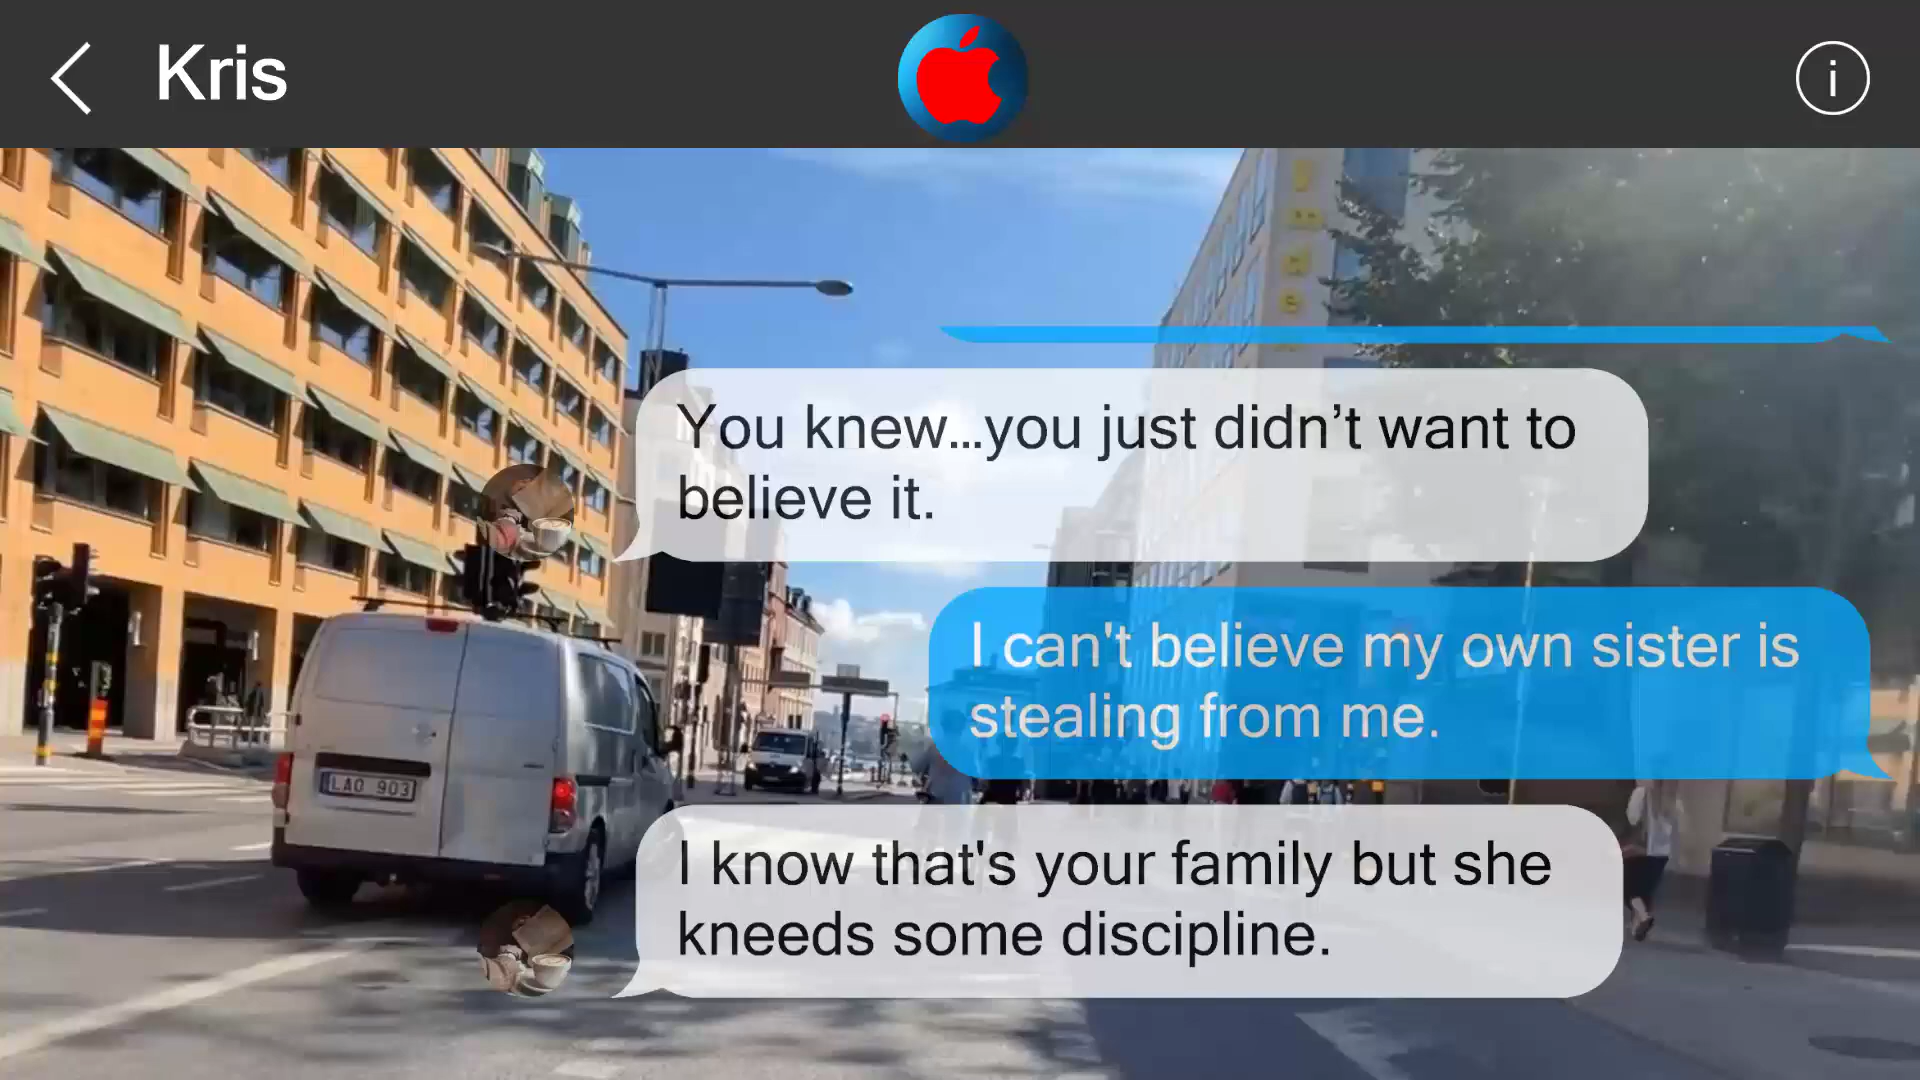 Kris
i
You knew...you just didn’t want to
believe it.
I can't believe my own sister is
stealing from me.
LAO 903
I know that's your family but she
kneeds some discipline.